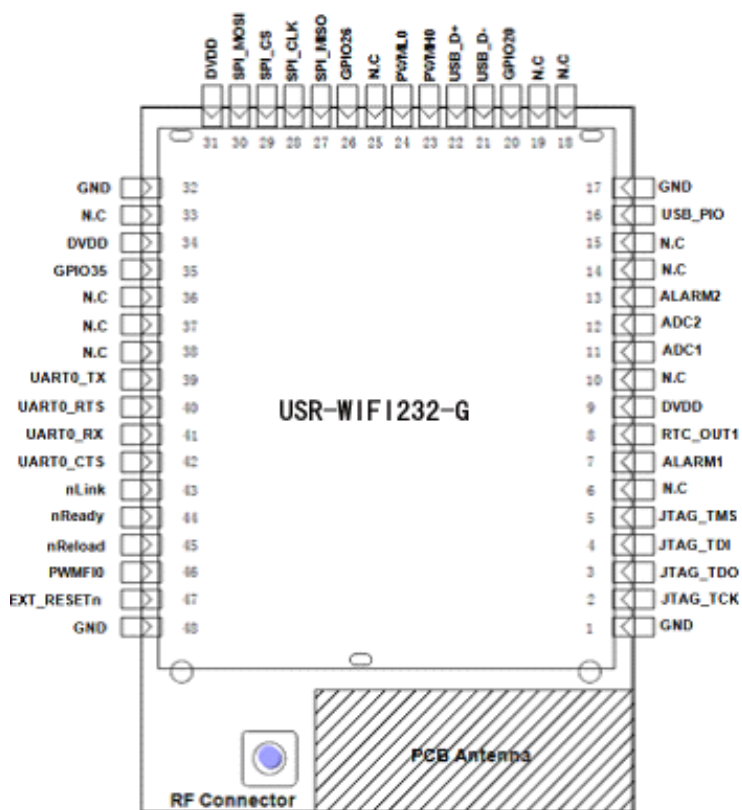 DVDD SPI_MOSI SPI_CS SPI_CLK SPI_MISO GPIO26 N.C PWML0 PWMH0 USB_D+ USB_D- GPIO20 N.C N.C
31 30 29 28 27 26 25 24 23 22 21 20 19 18
GND 32 17 GND
N.C 33 16 USB_PIO
DVDD 34 15 N.C
GPIO35 35 14 N.C
N.C 36 13 ALARM2
N.C 37 12 ADC2
N.C 38 11 ADC1
UART0_TX 39 10 N.C
UART0_RTS 40 9 DVDD
USR-WIFI232-G
UART0_RX 41 8 RTC_OUT1
UART0_CTS 42 7 ALARM1
nLink 43 6 N.C
nReady 44 5 JTAG_TMS
nReload 45 4 JTAG_TDI
PWMFI0 46 3 JTAG_TDO
EXT_RESETn 47 2 JTAG_TCK
GND 48 1 GND
PCB Antenna
RF Connector